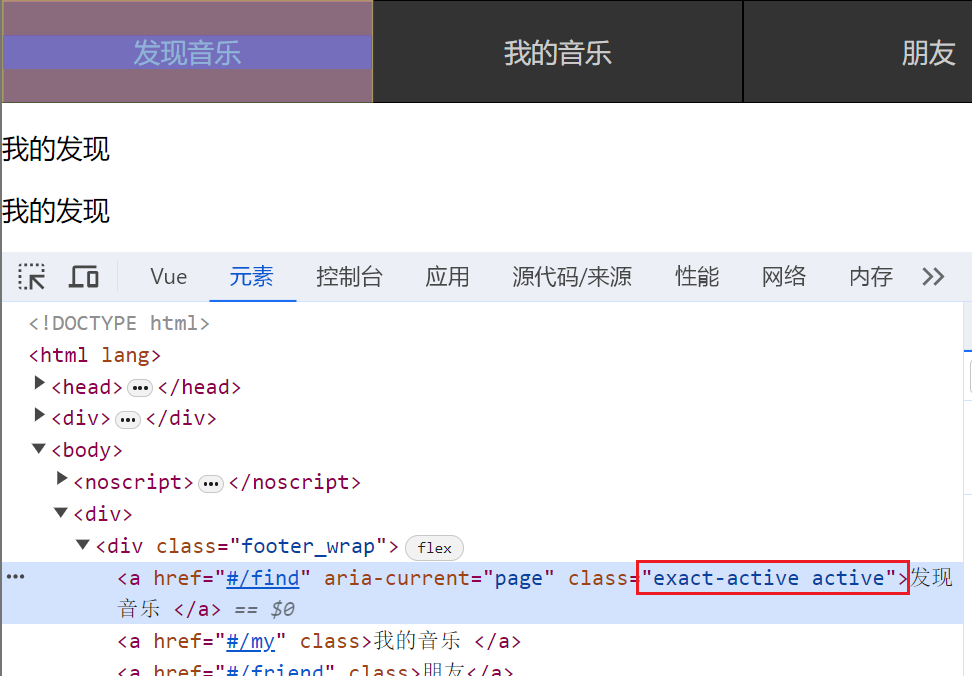 发现音乐 我的音乐 朋友
我的发现
我的发现
Vue 元素 控制台 应用 源代码/来源 性能 网络 内存
<!DOCTYPE html>
<html lang>
<head> ••• </head>
<div> ••• </div>
<body>
<noscript> ••• </noscript>
<div>
<div class="footer_wrap"> flex
••• <a href="#/find" aria-current="page" class="exact-active active">发现
音乐 </a> == $0
<a href="#/my" class>我的音乐 </a>
<a href="#/friend" class>朋友</a>